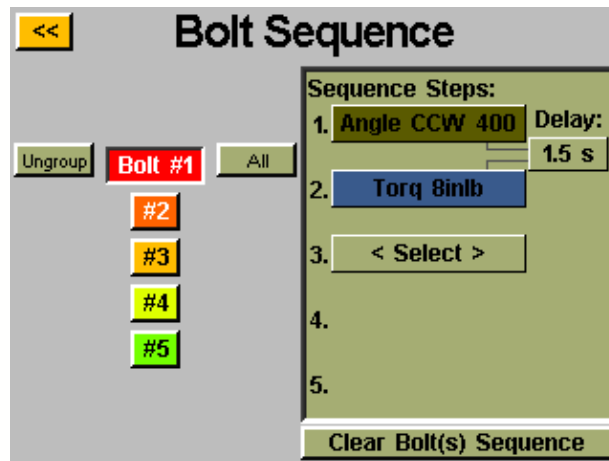 <<
Bolt Sequence
Ungroup
Bolt #1
All
#2
#3
#4
#5
Sequence Steps:
1. Angle CCW 400
Delay:
1.5 s
2. Torq 8inlb
3. < Select >
4.
5.
Clear Bolt(s) Sequence